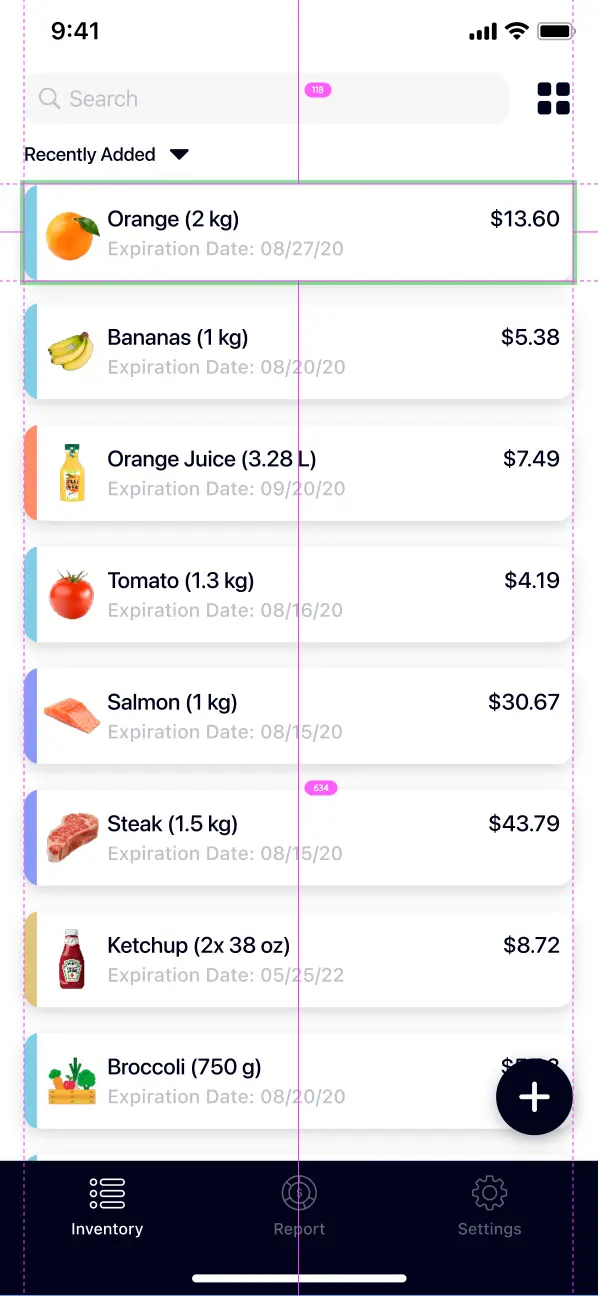 9:41
Search
118
Recently Added
Orange (2 kg)
$13.60
Expiration Date: 08/27/20
Bananas (1 kg)
$5.38
Expiration Date: 08/20/20
Orange Juice (3.28 L)
$7.49
Expiration Date: 09/20/20
Tomato (1.3 kg)
$4.19
Expiration Date: 08/16/20
Salmon (1 kg)
$30.67
Expiration Date: 08/15/20
634
Steak (1.5 kg)
$43.79
Expiration Date: 08/15/20
Ketchup (2x 38 oz)
$8.72
Expiration Date: 05/25/22
Broccoli (750 g)
Expiration Date: 08/20/20
Inventory
Report
Settings